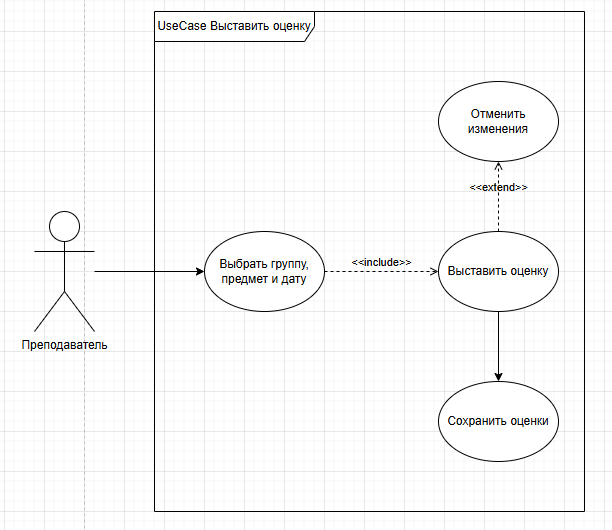 UseCase Выставить оценку
Отменить
изменения
<<extend>>
Выбрать группу,
предмет и дату
<<include>>
Выставить оценку
Преподаватель
Сохранить оценки